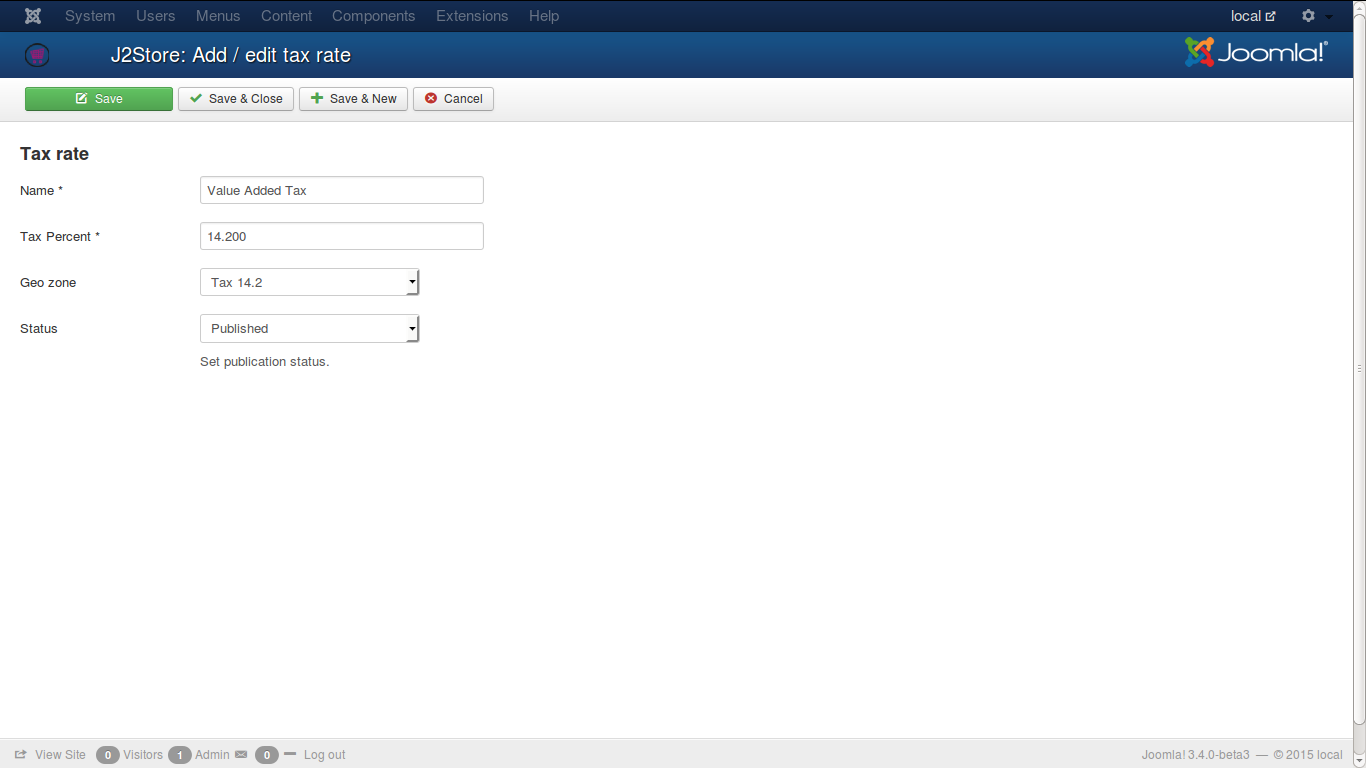 System Users Menus Content Components Extensions Help local
J2Store: Add / edit tax rate Joomla!®
Save Save & Close Save & New Cancel
Tax rate
Name * Value Added Tax
Tax Percent * 14.200
Geo zone Tax 14.2
Status Published
Set publication status.
View Site 0 Visitors 1 Admin 0 Log out Joomla! 3.4.0-beta3 — © 2015 local